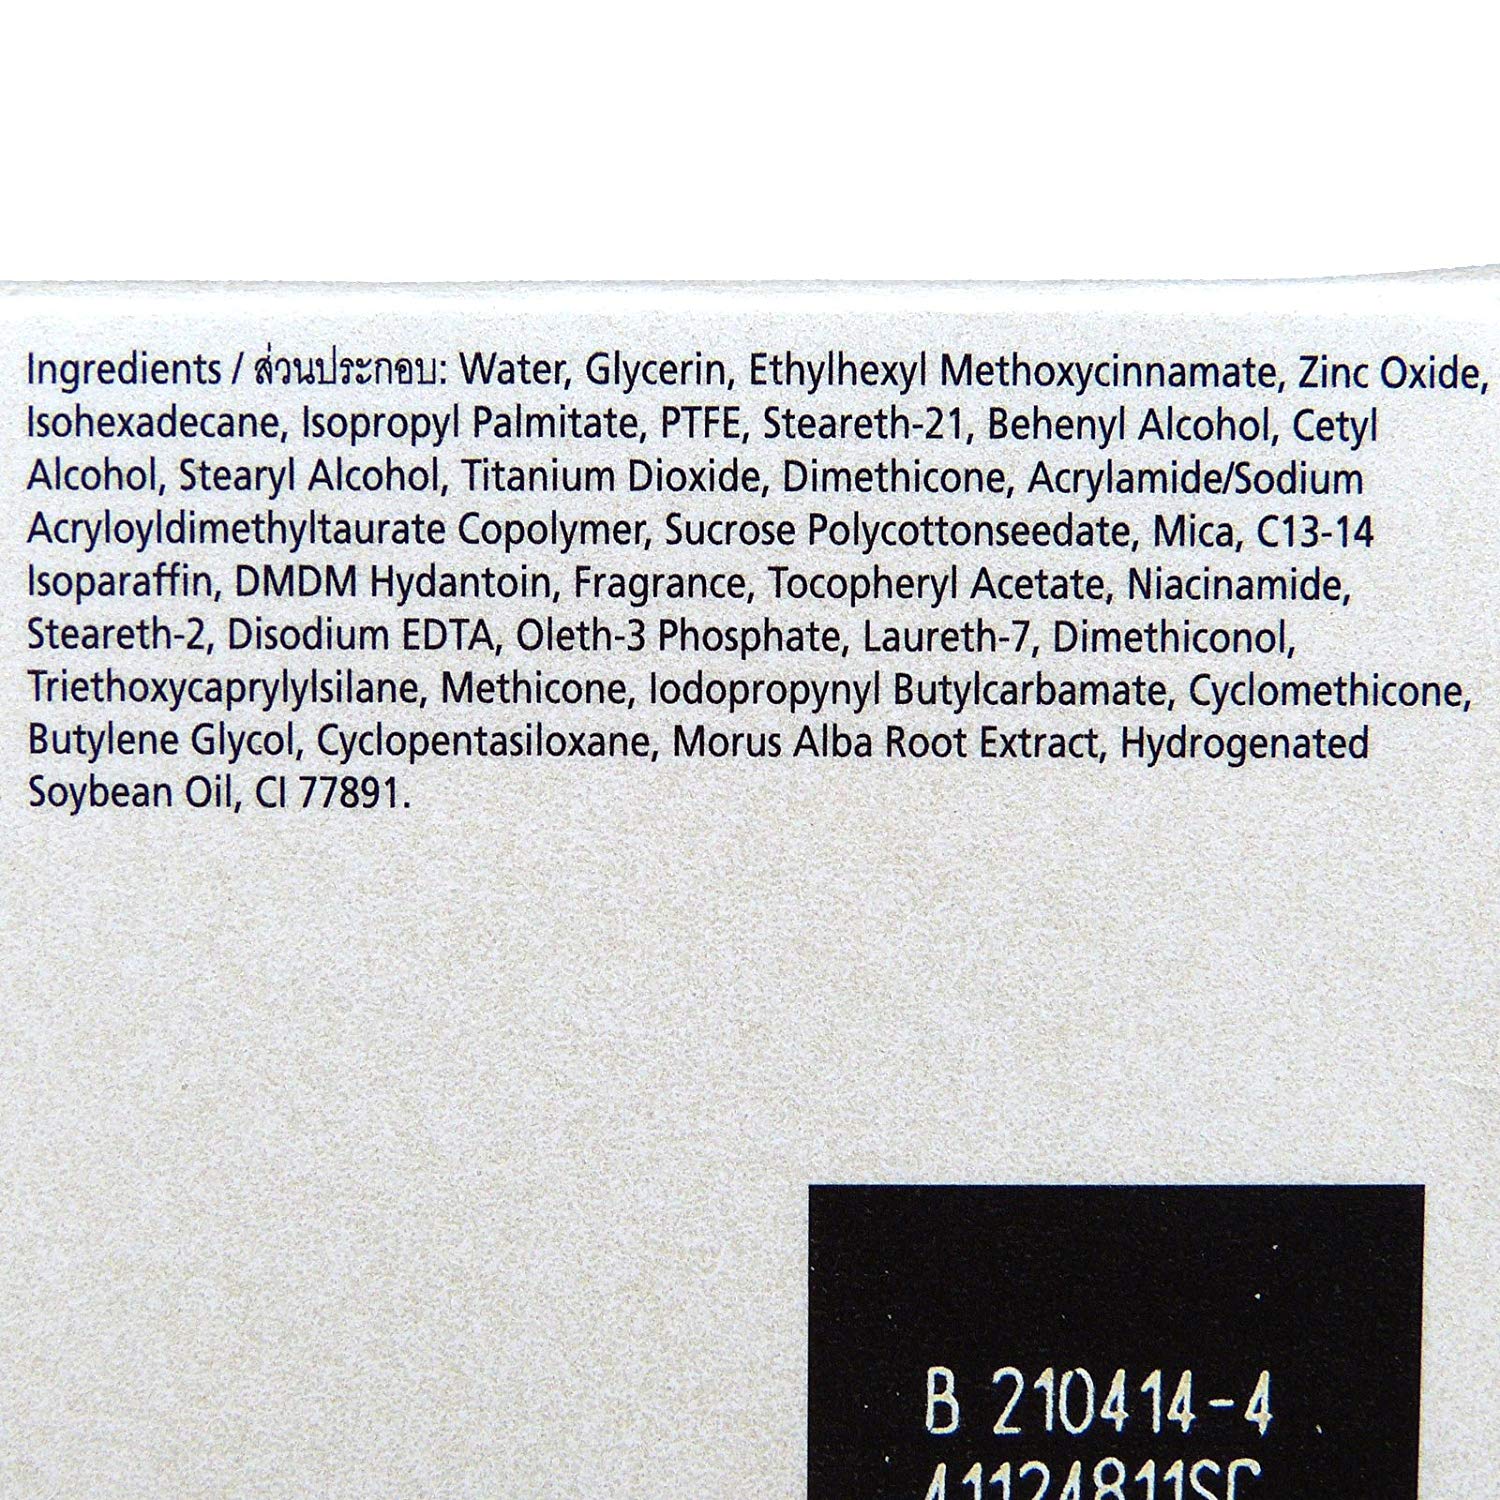 Ingredients / ส่วนประกอบ: Water, Glycerin, Ethylhexyl Methoxycinnamate, Zinc Oxide,
Isohexadecane, Isopropyl Palmitate, PTFE, Steareth-21, Behenyl Alcohol, Cetyl
Alcohol, Stearyl Alcohol, Titanium Dioxide, Dimethicone, Acrylamide/Sodium
Acryloyldimethyltaurate Copolymer, Sucrose Polycottonseedate, Mica, C13-14
Isoparaffin, DMDM Hydantoin, Fragrance, Tocopheryl Acetate, Niacinamide,
Steareth-2, Disodium EDTA, Oleth-3 Phosphate, Laureth-7, Dimethiconol,
Triethoxycaprylylsilane, Methicone, Iodopropynyl Butylcarbamate, Cyclomethicone,
Butylene Glycol, Cyclopentasiloxane, Morus Alba Root Extract, Hydrogenated
Soybean Oil, CI 77891.
B 210414-4